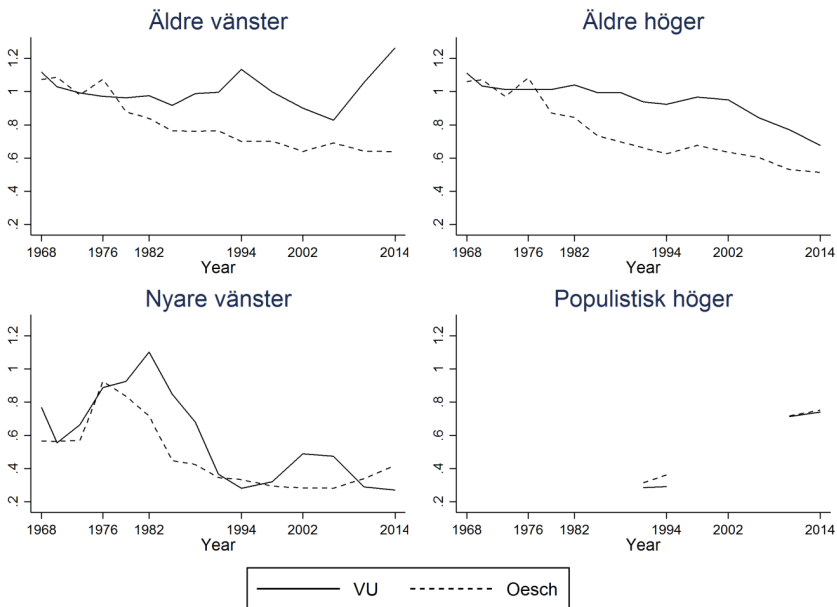 Äldre vänster
1.2
1
.8
.6
.4
.2
1968 1976 1982 1994 2002 2014
Year
Äldre höger
1.2
1
.8
.6
.4
.2
1968 1976 1982 1994 2002 2014
Year
Nyare vänster
1.2
1
.8
.6
.4
.2
1968 1976 1982 1994 2002 2014
Year
Populistisk höger
1.2
1
.8
.6
.4
.2
1968 1976 1982 1994 2002 2014
Year
VU Oesch